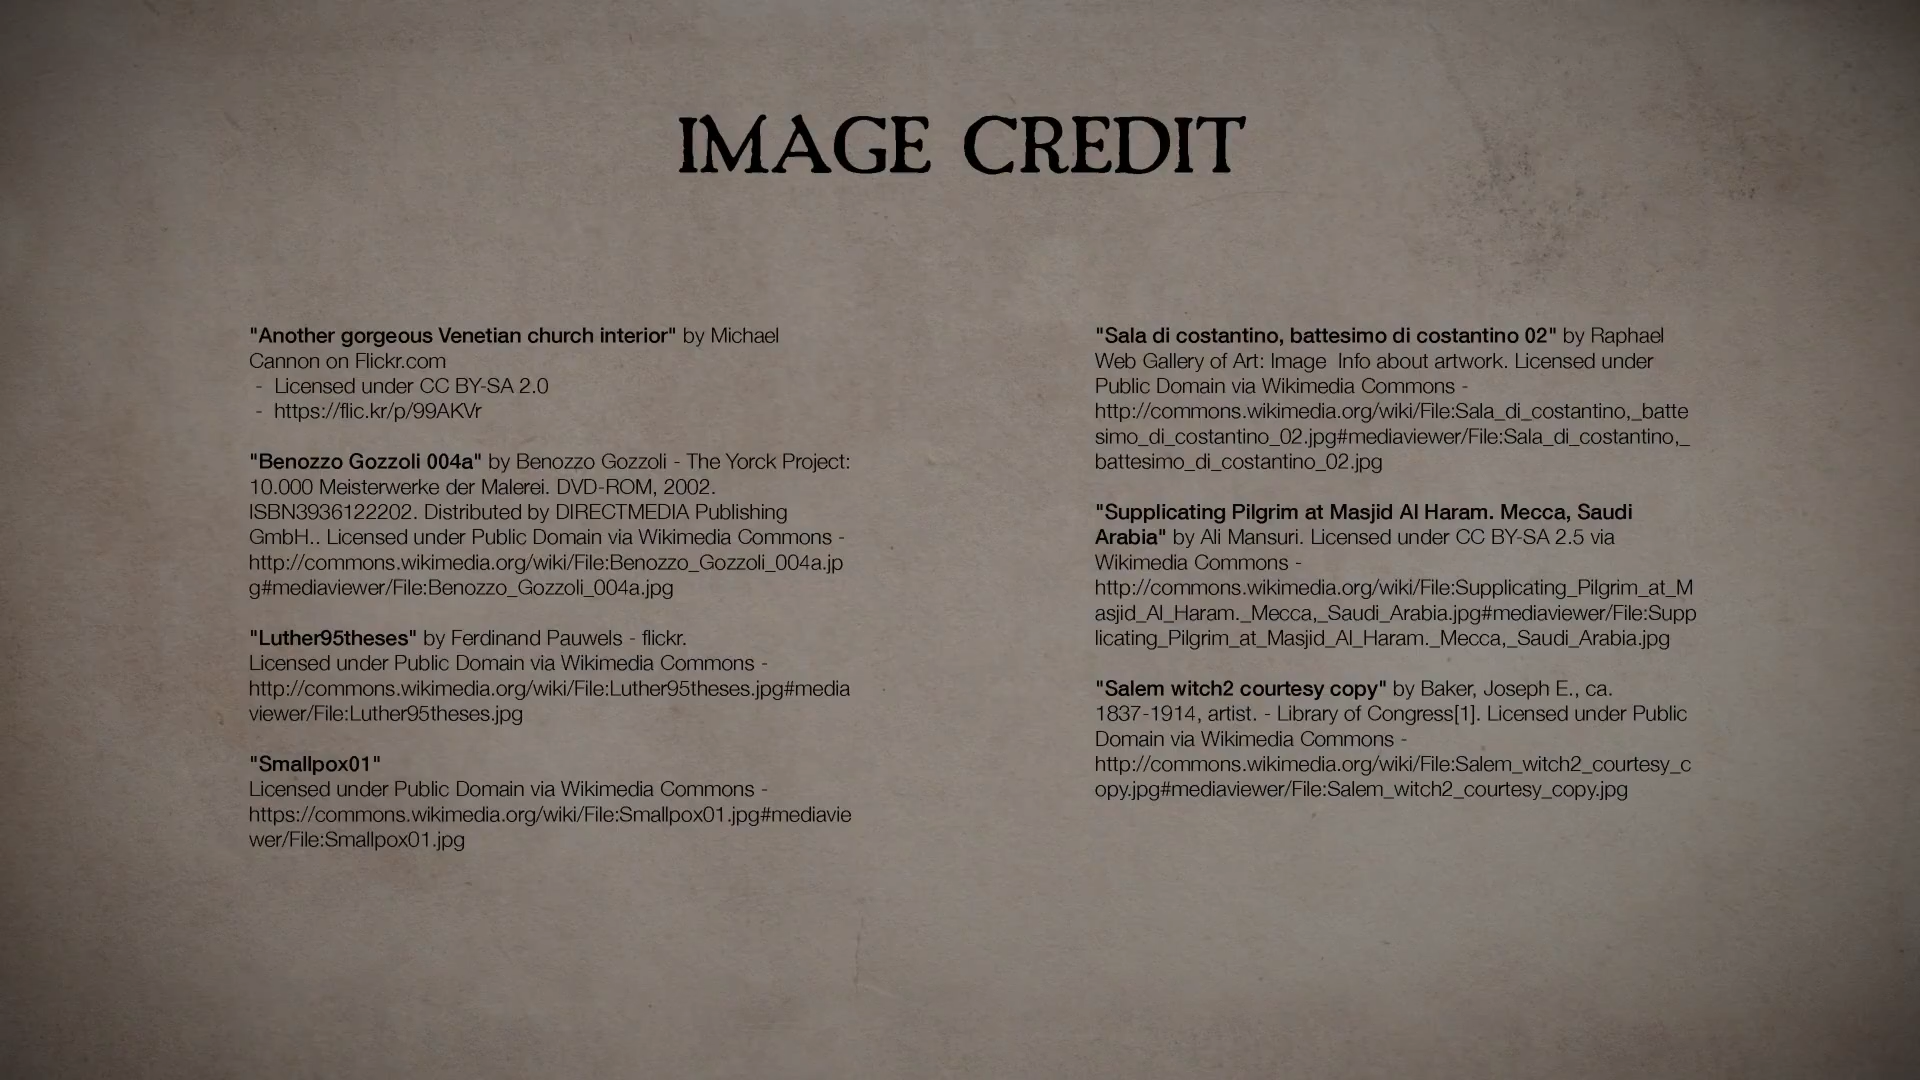 IMAGE CREDIT
"Another gorgeous Venetian church interior" by Michael
Cannon on Flickr.com
- Licensed under CC BY-SA 2.0
- https://flic.kr/p/99AKVr
"Benozzo Gozzoli 004a" by Benozzo Gozzoli - The Yorck Project:
10.000 Meisterwerke der Malerei. DVD-ROM, 2002.
ISBN3936122202. Distributed by DIRECTMEDIA Publishing
GmbH.. Licensed under Public Domain via Wikimedia Commons -
http://commons.wikimedia.org/wiki/File:Benozzo_Gozzoli_004a.jp
g#mediaviewer/File:Benozzo_Gozzoli_004a.jpg
"Luther95theses" by Ferdinand Pauwels - flickr.
Licensed under Public Domain via Wikimedia Commons -
http://commons.wikimedia.org/wiki/File:Luther95theses.jpg#media
viewer/File:Luther95theses.jpg
"Smallpox01"
Licensed under Public Domain via Wikimedia Commons -
https://commons.wikimedia.org/wiki/File:Smallpox01.jpg#mediavie
wer/File:Smallpox01.jpg
"Sala di costantino, battesimo di costantino 02" by Raphael
Web Gallery of Art: Image  Info about artwork. Licensed under
Public Domain via Wikimedia Commons -
http://commons.wikimedia.org/wiki/File:Sala_di_costantino,_batte
simo_di_costantino_02.jpg#mediaviewer/File:Sala_di_costantino,_
battesimo_di_costantino_02.jpg
"Supplicating Pilgrim at Masjid Al Haram. Mecca, Saudi
Arabia" by Ali Mansuri. Licensed under CC BY-SA 2.5 via
Wikimedia Commons -
http://commons.wikimedia.org/wiki/File:Supplicating_Pilgrim_at_M
asjid_Al_Haram._Mecca,_Saudi_Arabia.jpg#mediaviewer/File:Supp
licating_Pilgrim_at_Masjid_Al_Haram._Mecca,_Saudi_Arabia.jpg
"Salem witch2 courtesy copy" by Baker, Joseph E., ca.
1837-1914, artist. - Library of Congress[1]. Licensed under Public
Domain via Wikimedia Commons -
http://commons.wikimedia.org/wiki/File:Salem_witch2_courtesy_c
opy.jpg#mediaviewer/File:Salem_witch2_courtesy_copy.jpg